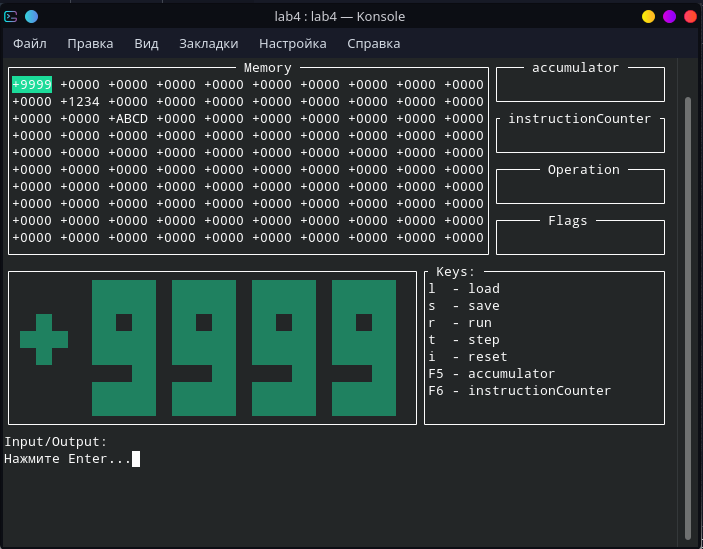 lab4 : lab4 — Konsole
Файл Правка Вид Закладки Настройка Справка
Memory
+9999 +0000 +0000 +0000 +0000 +0000 +0000 +0000 +0000 +0000
+0000 +1234 +0000 +0000 +0000 +0000 +0000 +0000 +0000 +0000
+0000 +0000 +ABCD +0000 +0000 +0000 +0000 +0000 +0000 +0000
+0000 +0000 +0000 +0000 +0000 +0000 +0000 +0000 +0000 +0000
+0000 +0000 +0000 +0000 +0000 +0000 +0000 +0000 +0000 +0000
+0000 +0000 +0000 +0000 +0000 +0000 +0000 +0000 +0000 +0000
+0000 +0000 +0000 +0000 +0000 +0000 +0000 +0000 +0000 +0000
+0000 +0000 +0000 +0000 +0000 +0000 +0000 +0000 +0000 +0000
+0000 +0000 +0000 +0000 +0000 +0000 +0000 +0000 +0000 +0000
+0000 +0000 +0000 +0000 +0000 +0000 +0000 +0000 +0000 +0000
accumulator
instructionCounter
Operation
Flags
+9999
Keys:
l - load
s - save
r - run
t - step
i - reset
F5 - accumulator
F6 - instructionCounter
Input/Output:
Нажмите Enter...